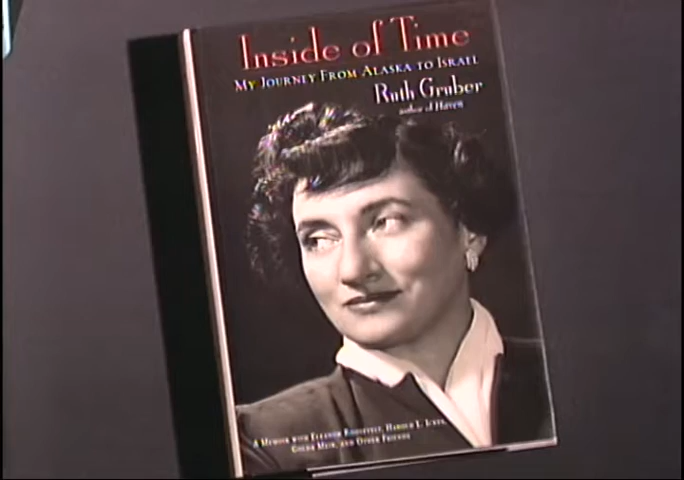 Inside of Time
My Journey From Alaska to Israel
Ruth Gruber
author of Haven
A Memoir with Eleanor Roosevelt, Harold L. Ickes,
Golda Meir, and Other Friends